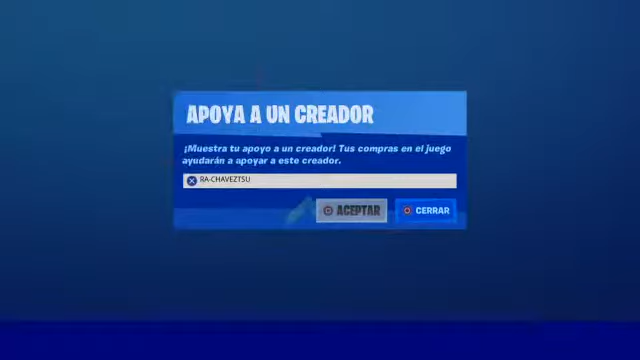 APOYA A UN CREADOR
¡Muestra tu apoyo a un creador! Tus compras en el juego
ayudarán a apoyar a este creador.
RA-CHAVEZTSU
ACEPTAR
CERRAR